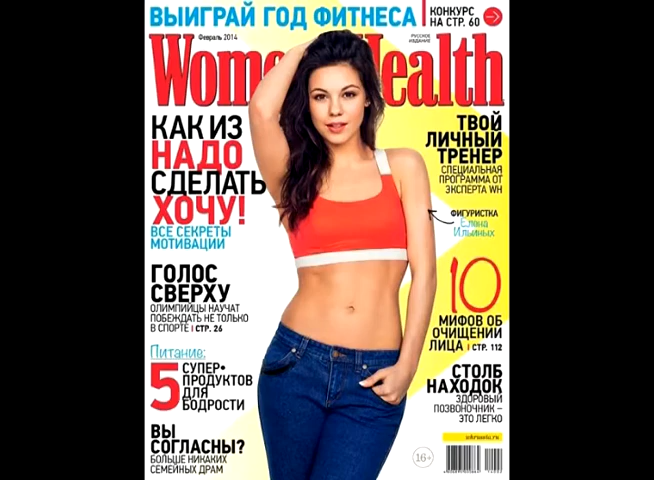 ВЫИГРАЙ ГОД ФИТНЕСА
КОНКУРС
НА СТР. 60
Февраль 2014
РУССКОЕ
ИЗДАНИЕ
Women's Health
КАК ИЗ
НАДО
СДЕЛАТЬ
ХОЧУ!
ВСЕ СЕКРЕТЫ
МОТИВАЦИИ
ТВОЙ
ЛИЧНЫЙ
ТРЕНЕР
СПЕЦИАЛЬНАЯ
ПРОГРАММА ОТ
ЭКСПЕРТА WH
ФИГУРИСТКА
Елена
Ильиных
ГОЛОС
СВЕРХУ
ОЛИМПИЙЦЫ НАУЧАТ
ПОБЕЖДАТЬ НЕ ТОЛЬКО
В СПОРТЕ | СТР. 26
10
МИФОВ ОБ
ОЧИЩЕНИИ
ЛИЦА | СТР. 112
Питание:
5 СУПЕР•
ПРОДУКТОВ
ДЛЯ
БОДРОСТИ
СТОЛБ
НАХОДОК
ЗДОРОВЫЙ
ПОЗВОНОЧНИК –
ЭТО ЛЕГКО
ВЫ
СОГЛАСНЫ?
БОЛЬШЕ НИКАКИХ
СЕМЕЙНЫХ ДРАМ
16+